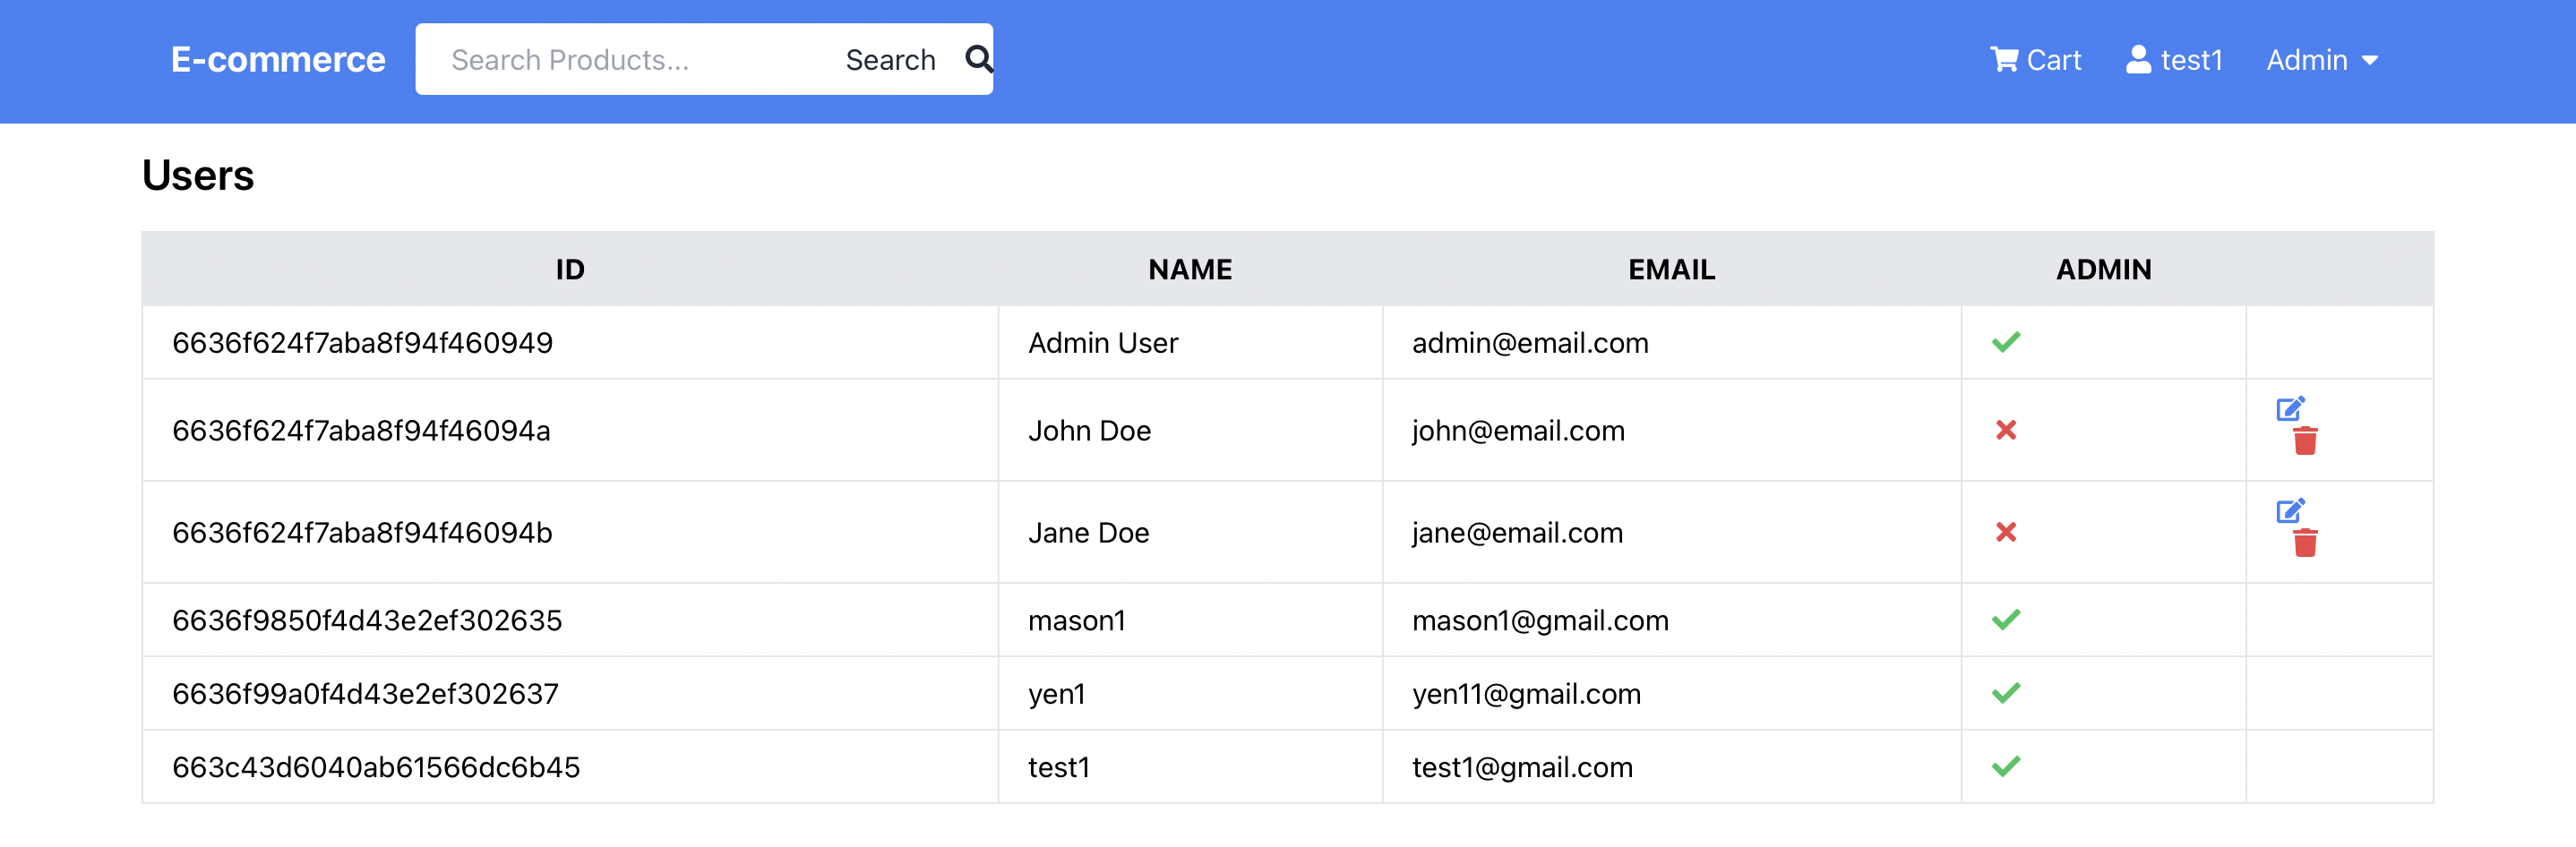 E-commerce Search Products... Search Cart test1 Admin
Users
ID NAME EMAIL ADMIN
6636f624f7aba8f94f460949 Admin User admin@email.com
6636f624f7aba8f94f46094a John Doe john@email.com
6636f624f7aba8f94f46094b Jane Doe jane@email.com
6636f9850f4d43e2ef302635 mason1 mason1@gmail.com
6636f99a0f4d43e2ef302637 yen1 yen11@gmail.com
663c43d6040ab61566dc6b45 test1 test1@gmail.com